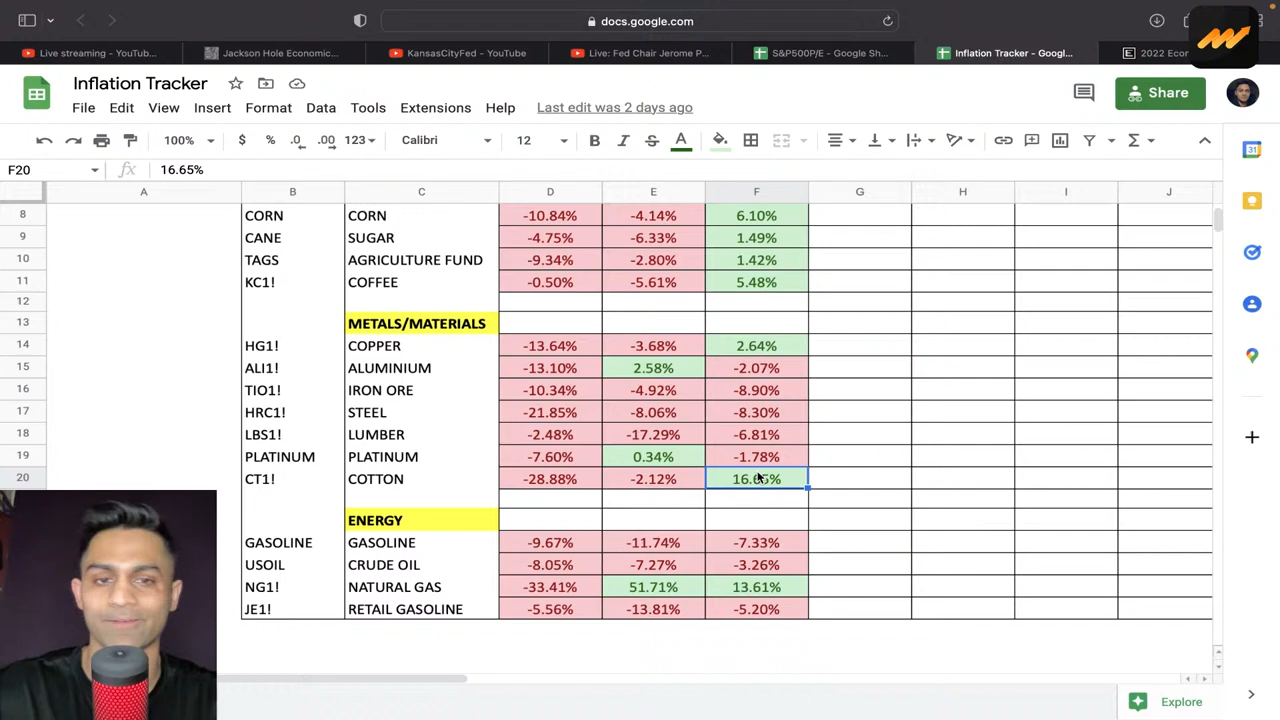 docs.google.com
Live streaming - YouTub...
Jackson Hole Economic...
KansasCityFed - YouTube
Live: Fed Chair Jerome P...
S&P500P/E - Google Sh...
Inflation Tracker - Googl...
2022 Econ
Inflation Tracker
File Edit View Insert Format Data Tools Extensions Help Last edit was 2 days ago
Share
100% $ % .0 .00 123 Calibri 12 B I S A
F20 fx 16.65%
A B C D E F G H I J
8 CORN CORN -10.84% -4.14% 6.10%
9 CANE SUGAR -4.75% -6.33% 1.49%
10 TAGS AGRICULTURE FUND -9.34% -2.80% 1.42%
11 KC1! COFFEE -0.50% -5.61% 5.48%
12
13 METALS/MATERIALS
14 HG1! COPPER -13.64% -3.68% 2.64%
15 ALI1! ALUMINIUM -13.10% 2.58% -2.07%
16 TIO1! IRON ORE -10.34% -4.92% -8.90%
17 HRC1! STEEL -21.85% -8.06% -8.30%
18 LBS1! LUMBER -2.48% -17.29% -6.81%
19 PLATINUM PLATINUM -7.60% 0.34% -1.78%
20 CT1! COTTON -28.88% -2.12% 16.65%
ENERGY
GASOLINE GASOLINE -9.67% -11.74% -7.33%
USOIL CRUDE OIL -8.05% -7.27% -3.26%
NG1! NATURAL GAS -33.41% 51.71% 13.61%
JE1! RETAIL GASOLINE -5.56% -13.81% -5.20%
Explore